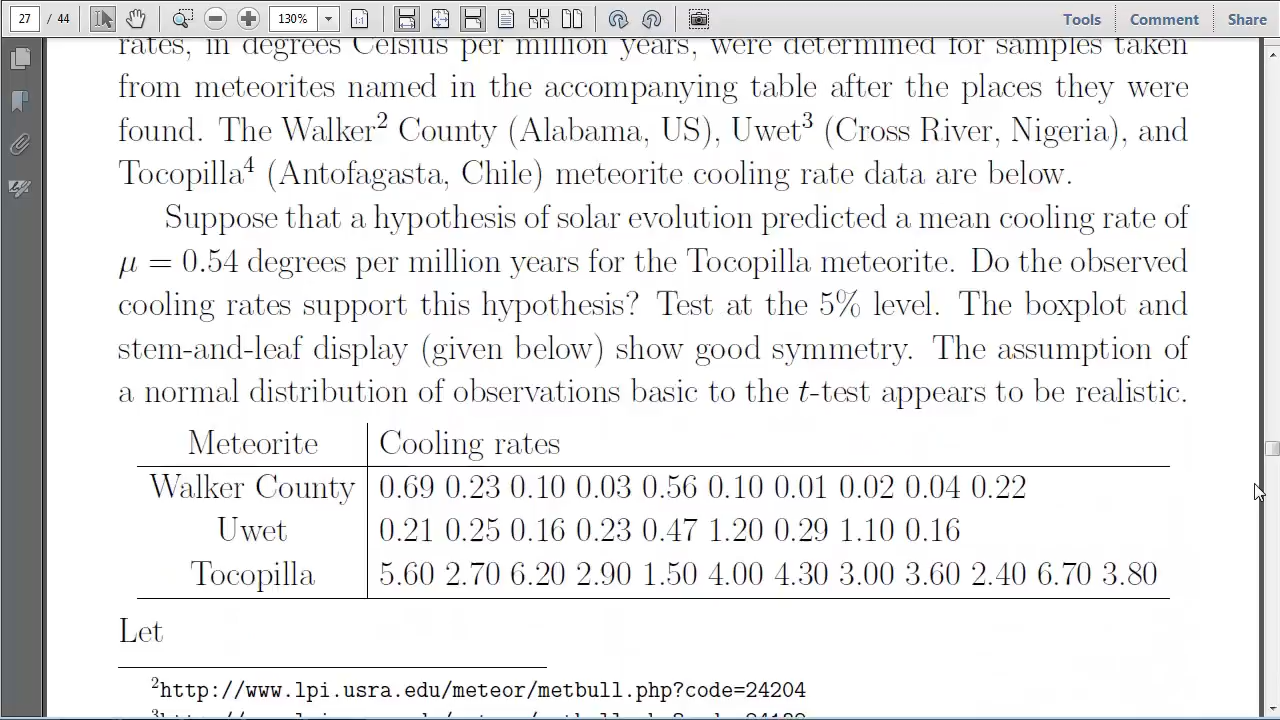 27 / 44 130% Tools Comment Share
rates, in degrees Celsius per million years, were determined for samples taken
from meteorites named in the accompanying table after the places they were
found. The Walker² County (Alabama, US), Uwet³ (Cross River, Nigeria), and
Tocopilla⁴ (Antofagasta, Chile) meteorite cooling rate data are below.
Suppose that a hypothesis of solar evolution predicted a mean cooling rate of
μ = 0.54 degrees per million years for the Tocopilla meteorite. Do the observed
cooling rates support this hypothesis? Test at the 5% level. The boxplot and
stem-and-leaf display (given below) show good symmetry. The assumption of
a normal distribution of observations basic to the t-test appears to be realistic.
Meteorite Cooling rates
Walker County 0.69 0.23 0.10 0.03 0.56 0.10 0.01 0.02 0.04 0.22
Uwet 0.21 0.25 0.16 0.23 0.47 1.20 0.29 1.10 0.16
Tocopilla 5.60 2.70 6.20 2.90 1.50 4.00 4.30 3.00 3.60 2.40 6.70 3.80
Let
²http://www.lpi.usra.edu/meteor/metbull.php?code=24204